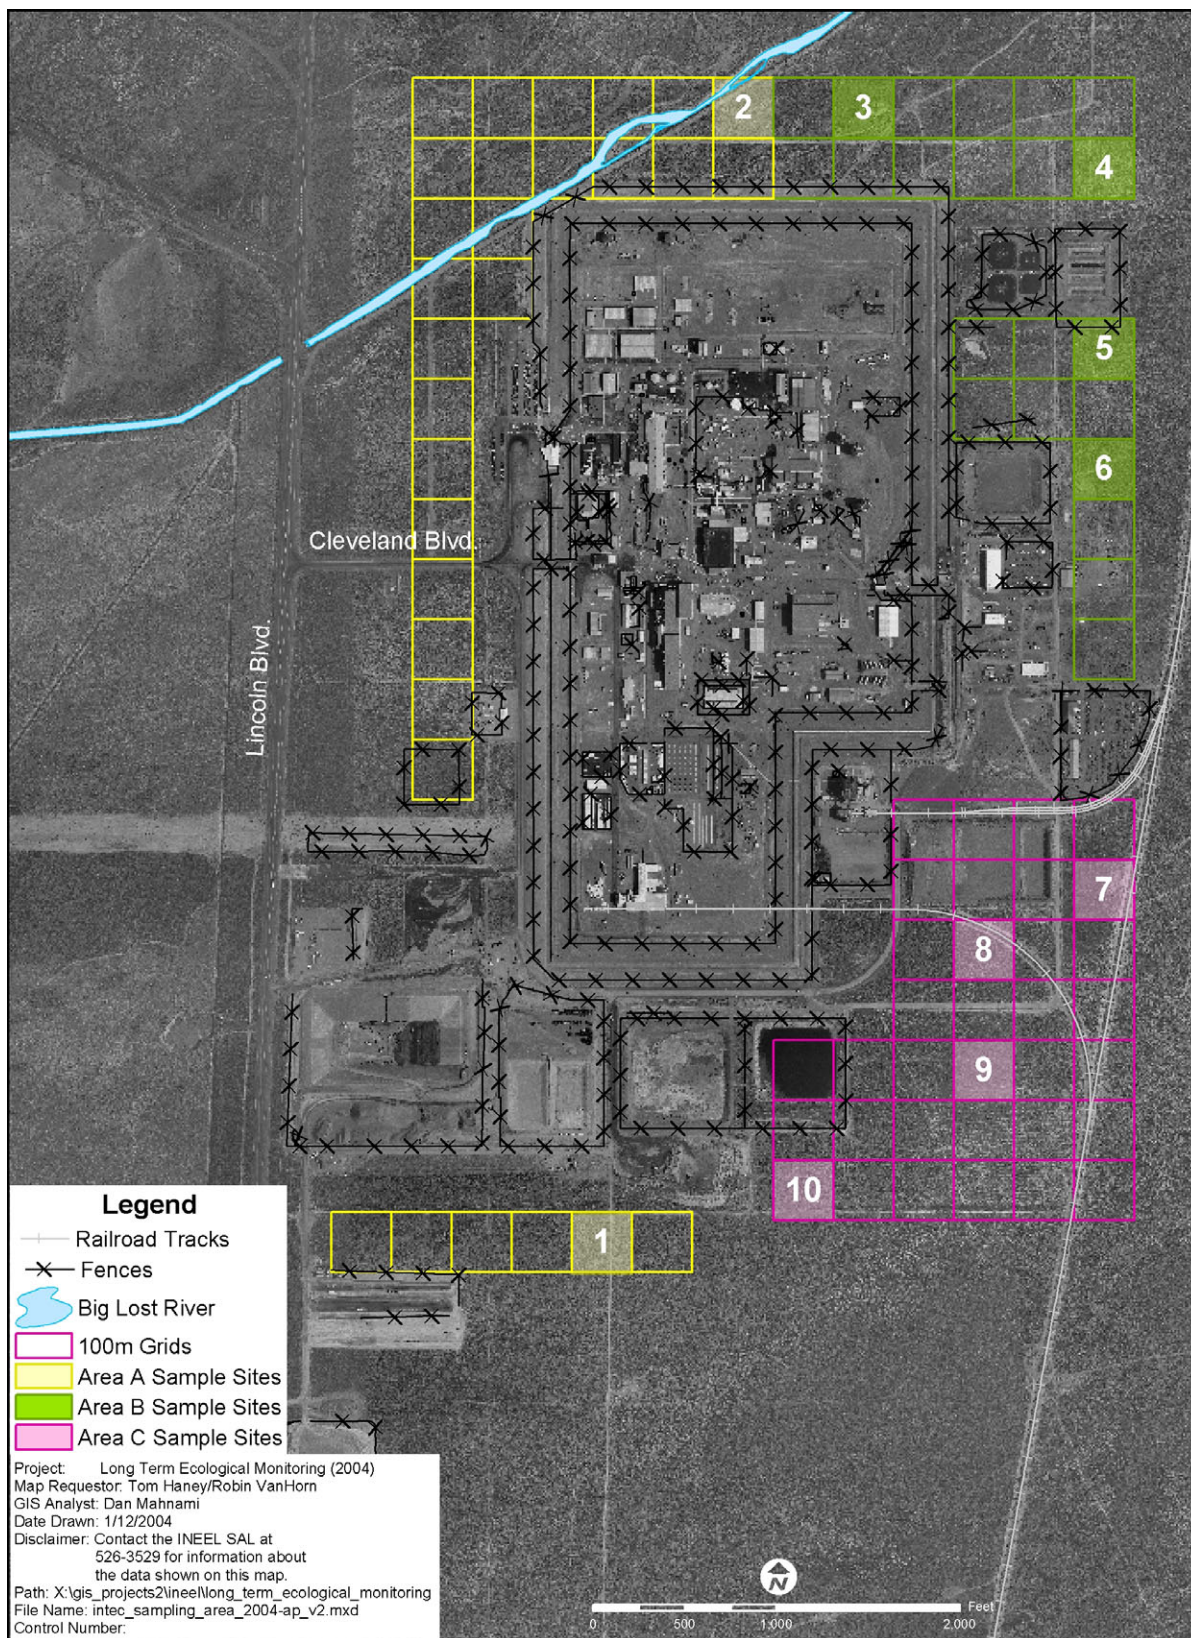 2
3
4
5
6
Cleveland Blvd.
Lincoln Blvd.
7
8
9
10
1
Legend
Railroad Tracks
Fences
Big Lost River
100m Grids
Area A Sample Sites
Area B Sample Sites
Area C Sample Sites
Project: Long Term Ecological Monitoring (2004)
Map Requestor: Tom Haney/Robin VanHorn
GIS Analyst: Dan Mahnami
Date Drawn: 1/12/2004
Disclaimer: Contact the INEEL SAL at
526-3529 for information about
the data shown on this map.
Path: X:\gis_projects2\ineel\long_term_ecological_monitoring
File Name: intec_sampling_area_2004-ap_v2.mxd
Control Number:
N
Feet
0 500 1,000 2,000